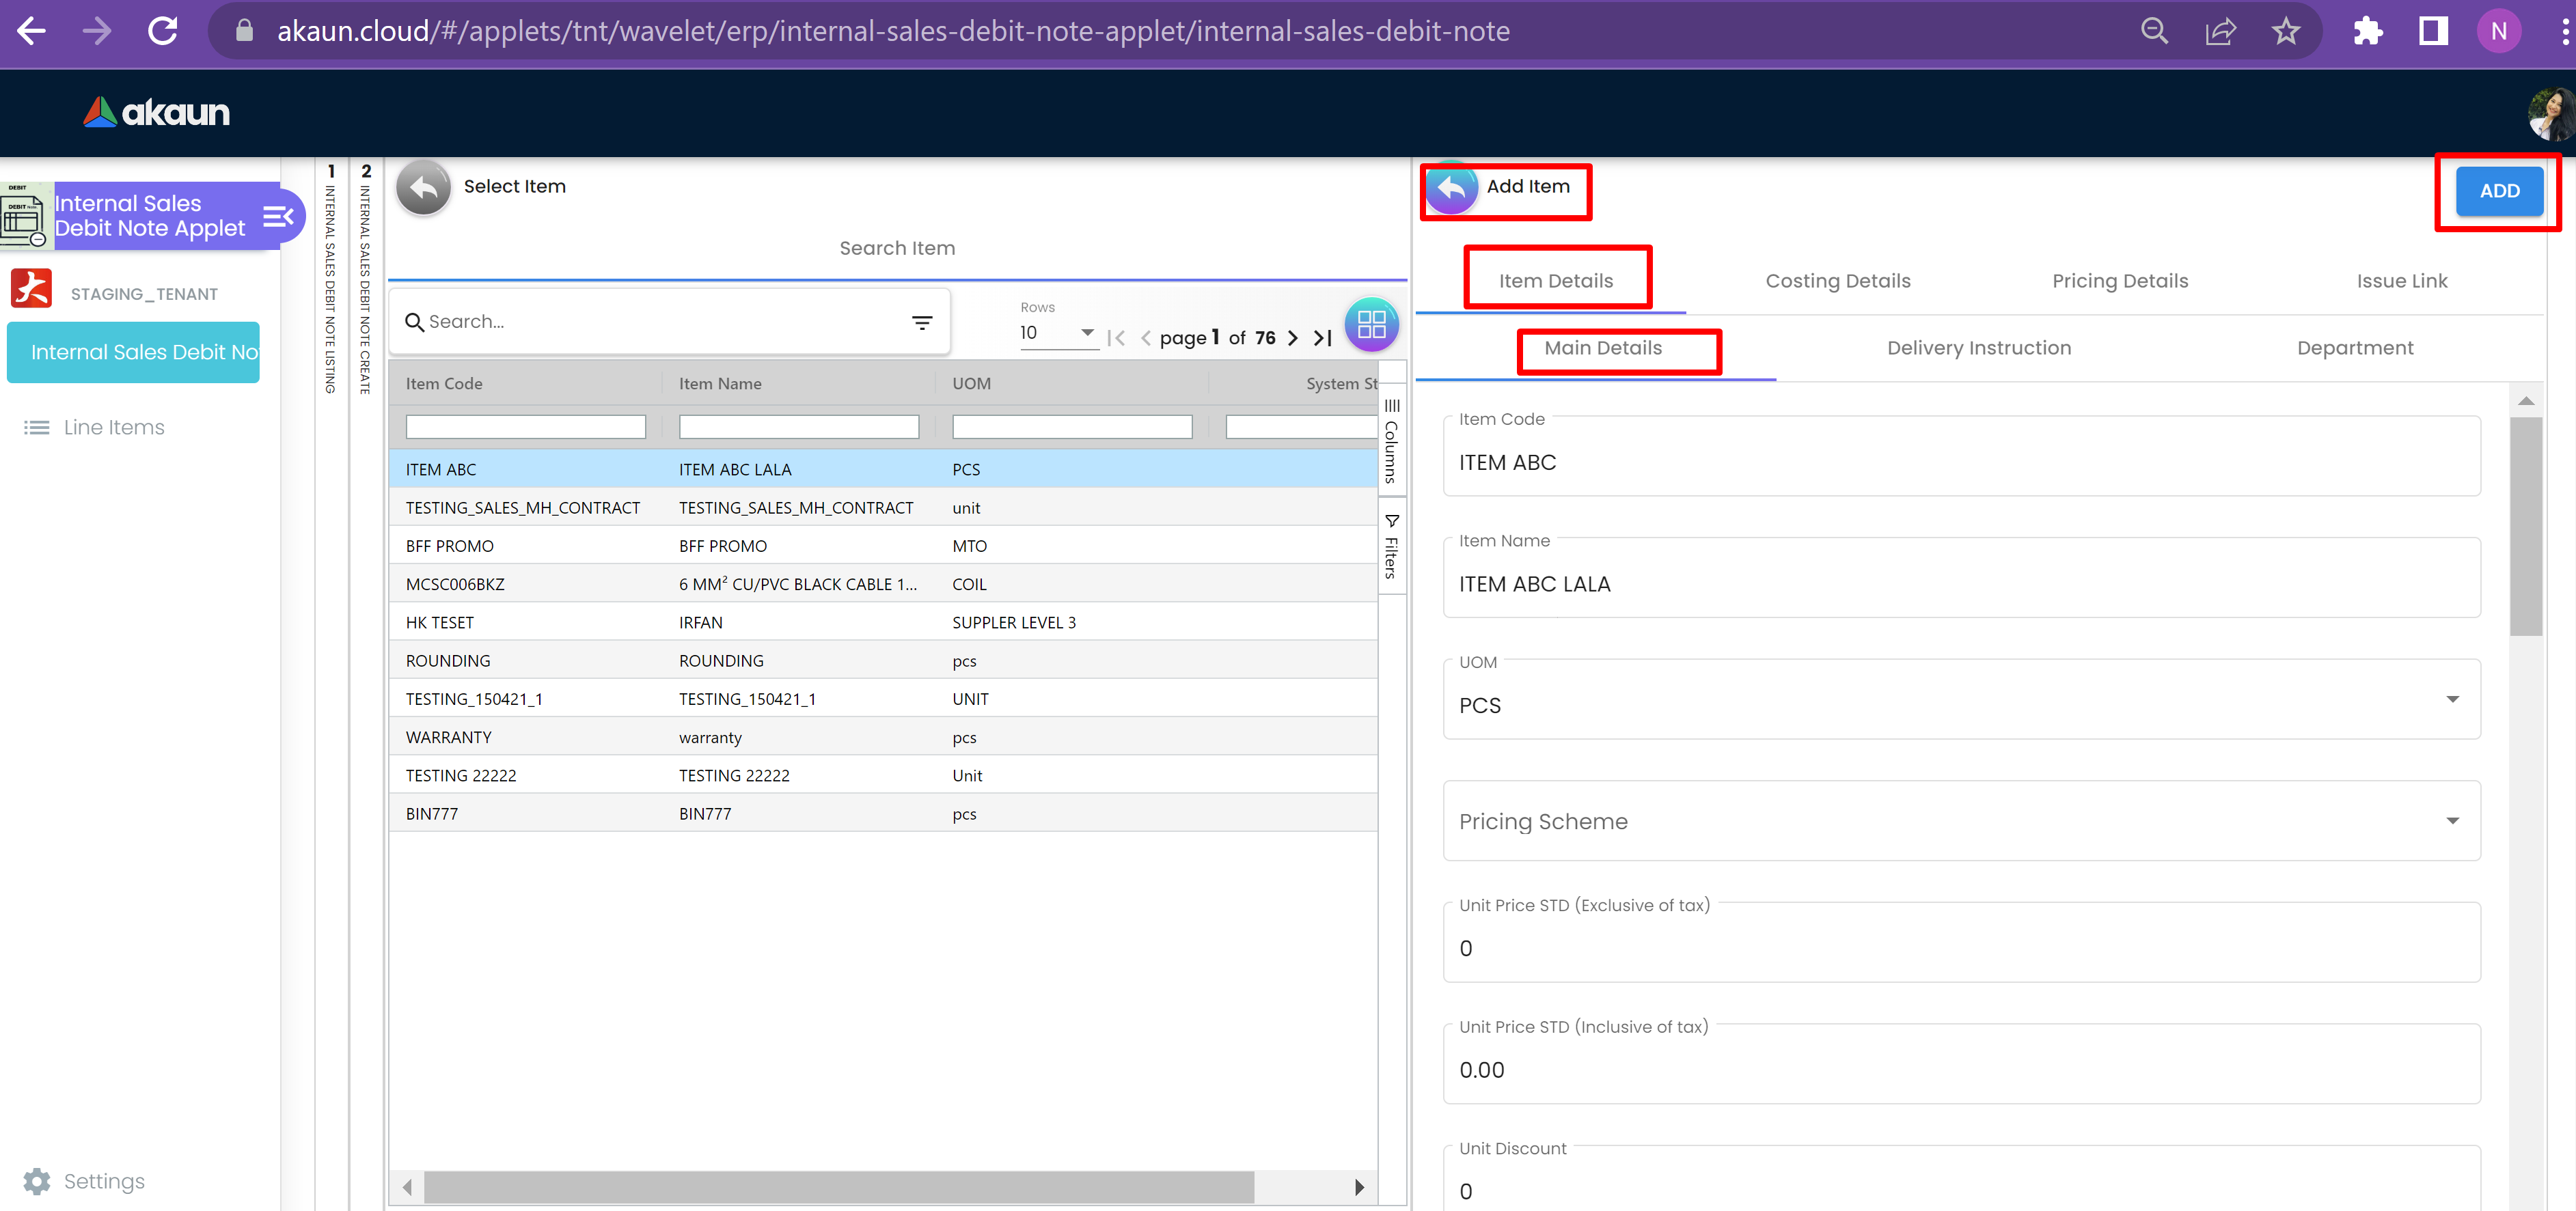 akaun.cloud/#/applets/tnt/wavelet/erp/internal-sales-debit-note-applet/internal-sales-debit-note
N
akaun
DEBIT
DEBIT
Internal Sales
Debit Note Applet
STAGING_TENANT
Internal Sales Debit No
Line Items
Settings
1 INTERNAL SALES DEBIT NOTE LISTING
2 INTERNAL SALES DEBIT NOTE CREATE
Select Item
Search Item
Search...
Rows
10
page 1 of 76
Item Code Item Name UOM System St
ITEM ABC ITEM ABC LALA PCS
TESTING_SALES_MH_CONTRACT TESTING_SALES_MH_CONTRACT unit
BFF PROMO BFF PROMO MTO
MCSC006BKZ 6 MM² CU/PVC BLACK CABLE 1... COIL
HK TESET IRFAN SUPPLER LEVEL 3
ROUNDING ROUNDING pcs
TESTING_150421_1 TESTING_150421_1 UNIT
WARRANTY warranty pcs
TESTING 22222 TESTING 22222 Unit
BIN777 BIN777 pcs
Columns
Filters
Add Item
ADD
Item Details Costing Details Pricing Details Issue Link
Main Details Delivery Instruction Department
Item Code
ITEM ABC
Item Name
ITEM ABC LALA
UOM
PCS
Pricing Scheme
Unit Price STD (Exclusive of tax)
0
Unit Price STD (Inclusive of tax)
0.00
Unit Discount
0